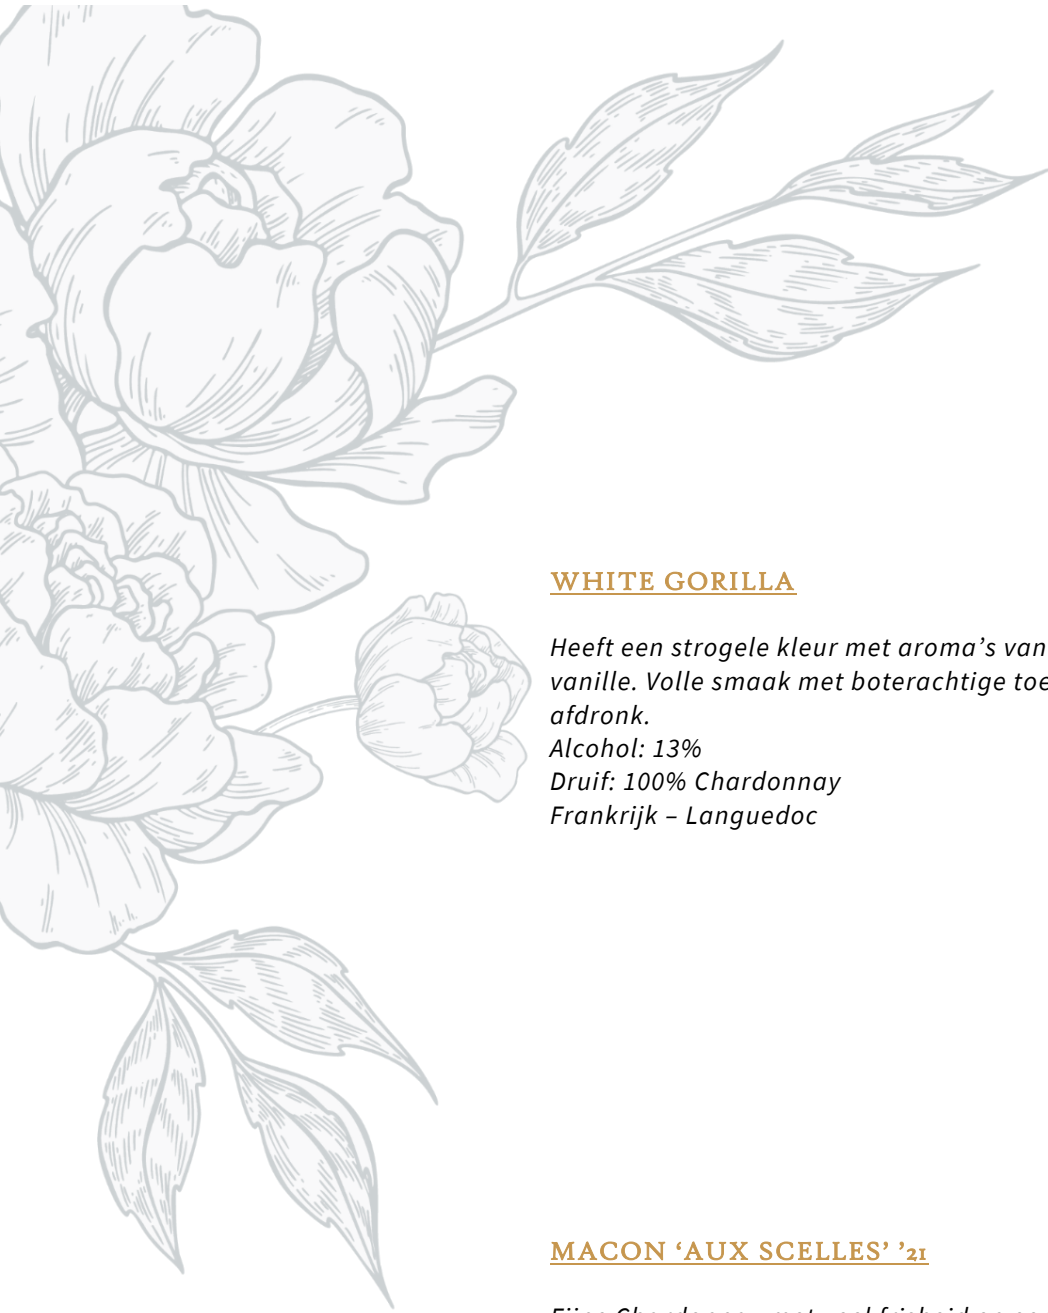 WHITE GORILLA
Heeft een strogele kleur met aroma’s van
vanille. Volle smaak met boterachtige
afdronk.
Alcohol: 13%
Druif: 100% Chardonnay
Frankrijk – Languedoc
MACON ‘AUX SCELLES’ ’21